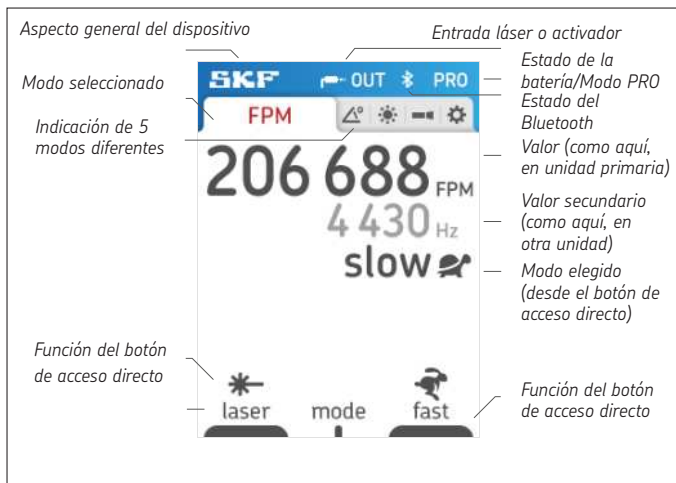 Aspecto general del dispositivo
Entrada láser o activador
Modo seleccionado
Indicación de 5
modos diferentes
SKF OUT PRO
FPM
206 688 FPM
4 430 Hz
slow
laser mode fast
Estado de la
batería/Modo PRO
Estado del
Bluetooth
Valor (como aquí,
en unidad primaria)
Valor secundario
(como aquí, en
otra unidad)
Modo elegido
(desde el botón de
acceso directo)
Función del botón
de acceso directo
Función del botón
de acceso directo